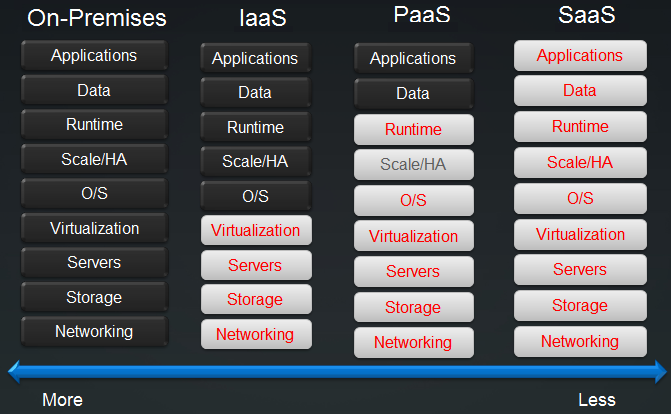 On-Premises IaaS PaaS SaaS
Applications Applications Applications Applications
Data Data Data Data
Runtime Runtime Runtime Runtime
Scale/HA Scale/HA Scale/HA Scale/HA
O/S O/S O/S O/S
Virtualization Virtualization Virtualization Virtualization
Servers Servers Servers Servers
Storage Storage Storage Storage
Networking Networking Networking Networking
More Less